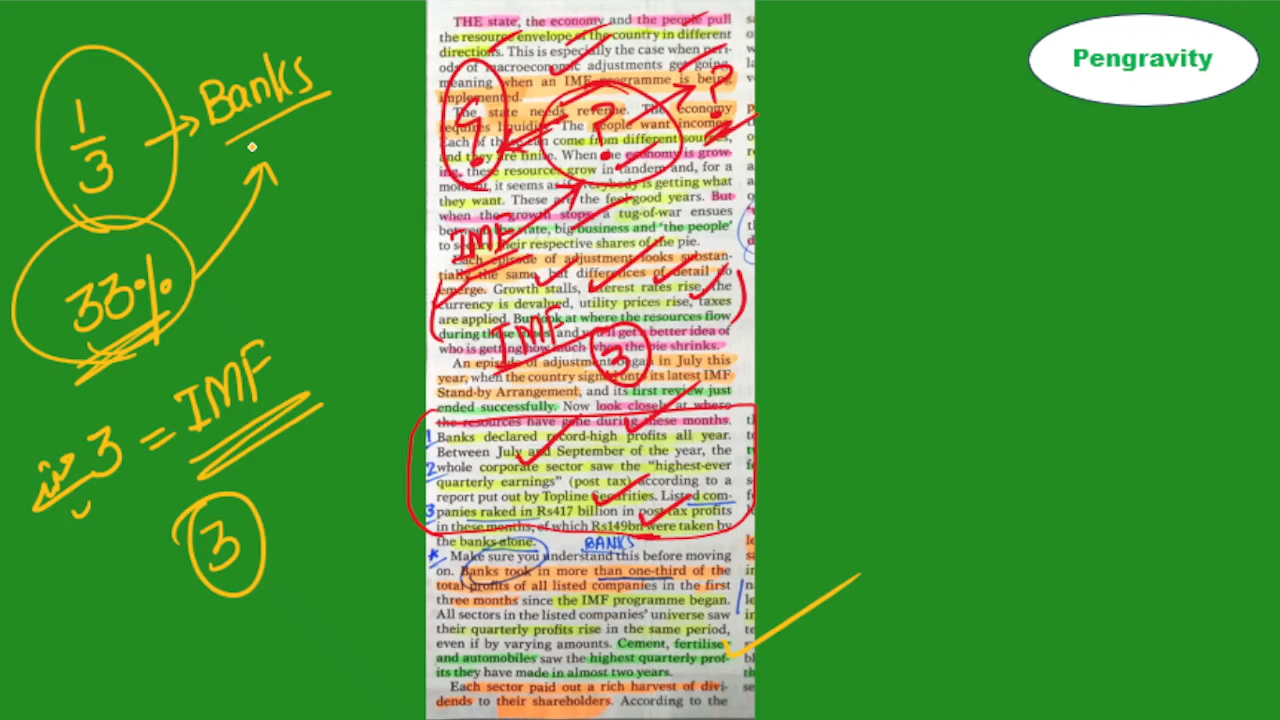 Pengravity
1
3
Banks
33%
in 3 = IMF
3
?
?
?
IMF
IMF
3
THE state, the economy and the people pull
the resource envelope of the country in different
directions. This is especially the case when peri-
ods of macroeconomic adjustments get going,
meaning when an IMF programme is being
implemented.
The state needs revenue. The economy
requires liquidity. The people want incomes.
Each of these can come from different sources,
and they are finite. When the economy is grow-
ing, these resources grow in tandem and, for a
moment, it seems as if everybody is getting what
they want. These are the feel-good years. But
when the growth stops, a tug-of-war ensues
between the state, big business and ‘the people’
to secure their respective shares of the pie.
Each episode of adjustment looks substan-
tially the same, but differences of detail do
emerge. Growth stalls, interest rates rise, the
currency is devalued, utility prices rise, taxes
are applied. But look at where the resources flow
during these times and you'll get a better idea of
who is getting how much when the pie shrinks.
An episode of adjustment began in July this
year, when the country signed onto its latest IMF
Stand-by Arrangement, and its first review just
ended successfully. Now look closely at where
the resources have gone during these months.
1 Banks declared record-high profits all year.
Between July and September of the year, the
2 whole corporate sector saw the “highest-ever
quarterly earnings” (post tax) according to a
report put out by Topline Securities. Listed com-
3 panies raked in Rs417 billion in post tax profits
in these months, of which Rs149bn were taken by
the banks alone.
BANKS
* Make sure you understand this before moving
on. Banks took in more than one-third of the
total profits of all listed companies in the first
three months since the IMF programme began.
All sectors in the listed companies' universe saw
their quarterly profits rise in the same period,
even if by varying amounts. Cement, fertiliser
and automobiles saw the highest quarterly prof-
its they have made in almost two years.
Each sector paid out a rich harvest of divi-
dends to their shareholders. According to the